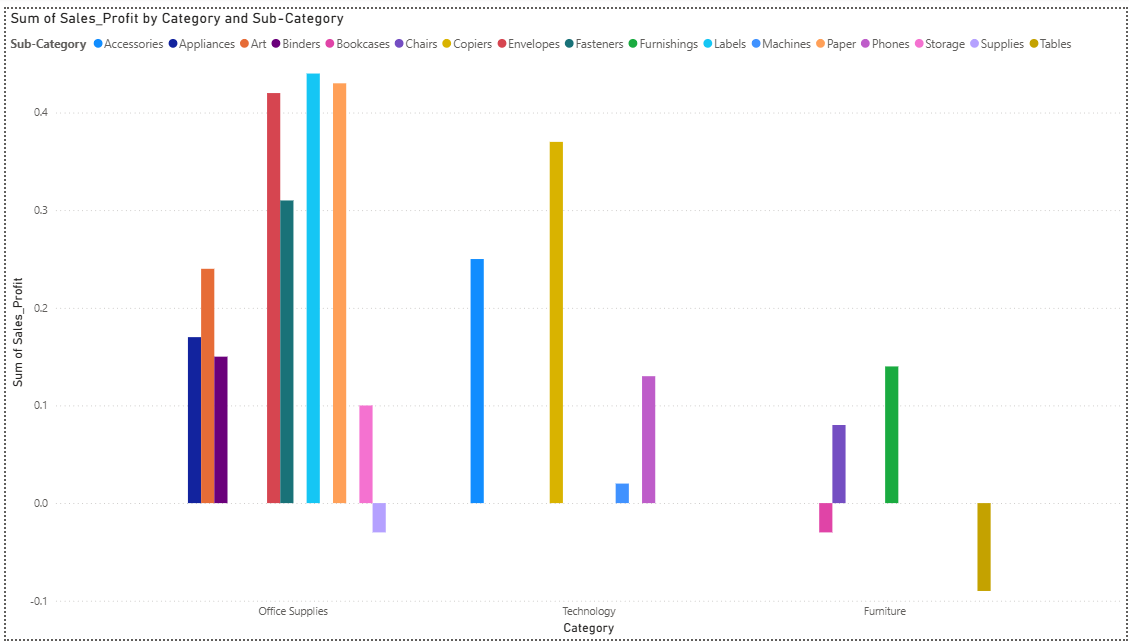 Sum of Sales_Profit by Category and Sub-Category
Sub-Category Accessories Appliances Art Binders Bookcases Chairs Copiers Envelopes Fasteners Furnishings Labels Machines Paper Phones Storage Supplies Tables
0.4
0.3
0.2
0.1
0.0
-0.1
Sum of Sales_Profit
Office Supplies Technology Furniture
Category